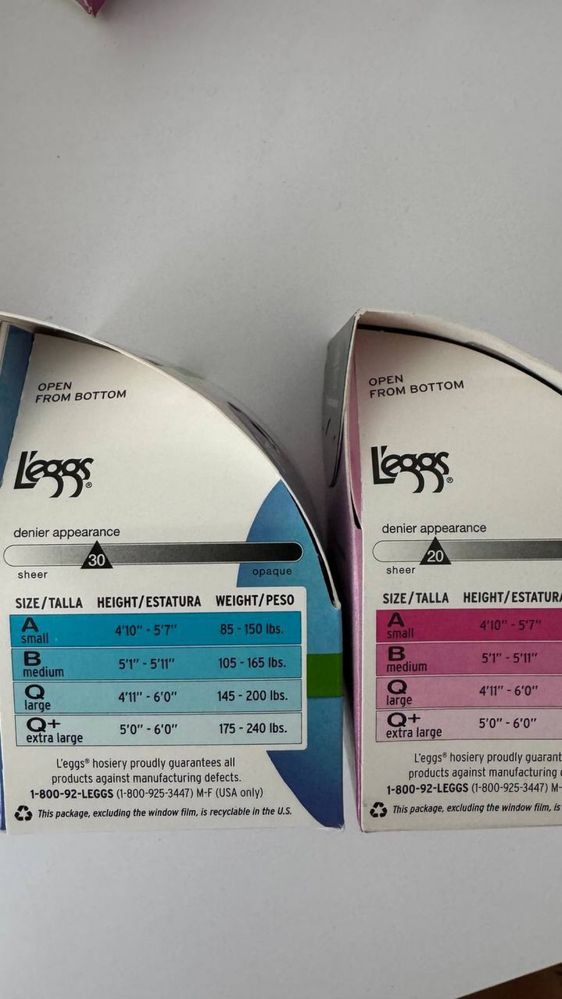 OPEN
FROM BOTTOM
L'eggs®
denier appearance
30
sheer opaque
SIZE/TALLA HEIGHT/ESTATURA WEIGHT/PESO
A
small 4'10" - 5'7" 85 - 150 lbs.
B
medium 5'1" - 5'11" 105 - 165 lbs.
Q
large 4'11" - 6'0" 145 - 200 lbs.
Q+
extra large 5'0" - 6'0" 175 - 240 lbs.
L'eggs® hosiery proudly guarantees all
products against manufacturing defects.
1-800-92-LEGGS (1-800-925-3447) M-F (USA only)
This package, excluding the window film, is recyclable in the U.S.
OPEN
FROM BOTTOM
L'eggs®
denier appearance
20
sheer
SIZE/TALLA HEIGHT/ESTATURA
A
small 4'10" - 5'7"
B
medium 5'1" - 5'11"
Q
large 4'11" - 6'0"
Q+
extra large 5'0" - 6'0"
L'eggs® hosiery proudly
products against manufacturing
1-800-92-LEGGS (1-800-925-3447)
This package, excluding the window film, is